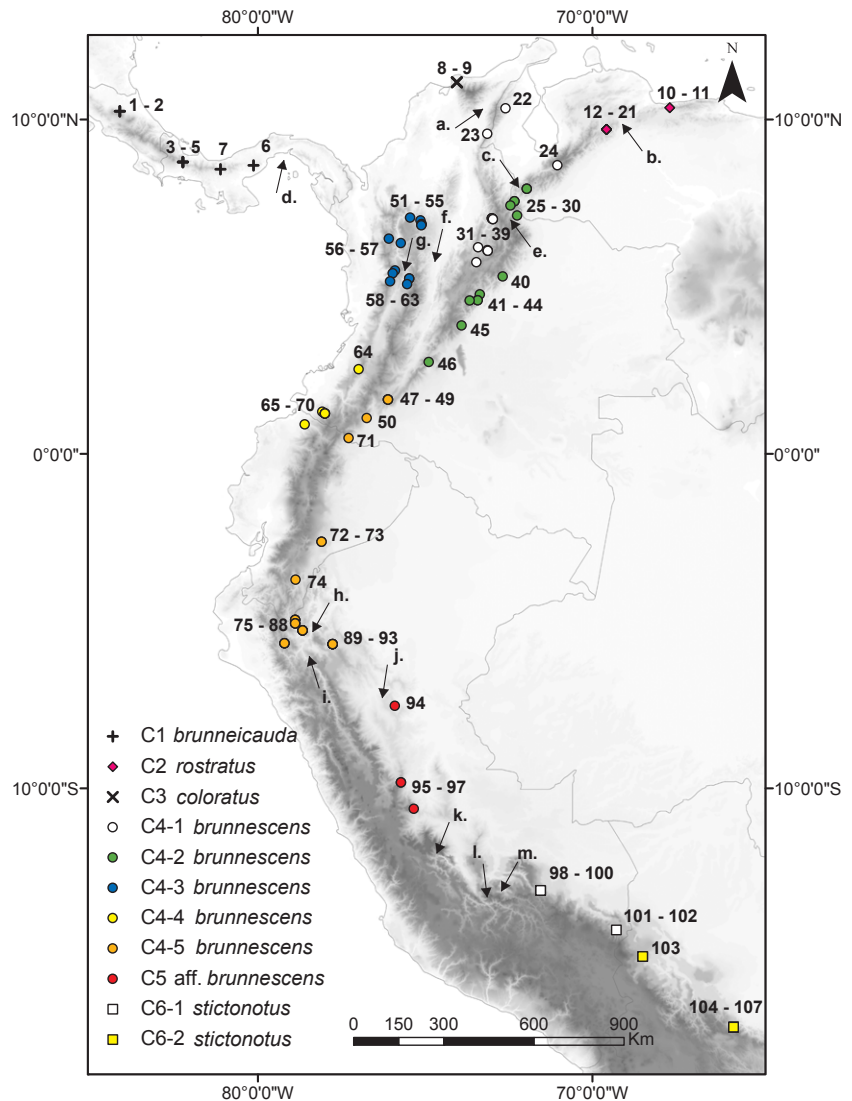 80°0'0"W 70°0'0"W
N
8 - 9
1 - 2
22
10 - 11
10°0'0"N 10°0'0"N
12 - 21
a.
23
3 - 5
7
6
24
b.
c.
d.
51 - 55
25 - 30
f.
31 - 39
56 - 57
g.
e.
40
58 - 63
41 - 44
45
64
46
65 - 70
47 - 49
50
71
0°0'0" 0°0'0"
72 - 73
74
h.
75 - 88
89 - 93
j.
i.
94
C1 brunneicauda
C2 rostratus
10°0'0"S 10°0'0"S
95 - 97
C3 coloratus
k.
C4-1 brunnescens
l.
m.
C4-2 brunnescens
98 - 100
C4-3 brunnescens
C4-4 brunnescens
101 - 102
C4-5 brunnescens
103
C5 aff. brunnescens
C6-1 stictonotus
104 - 107
C6-2 stictonotus
0 150 300 600 900
Km
80°0'0"W 70°0'0"W